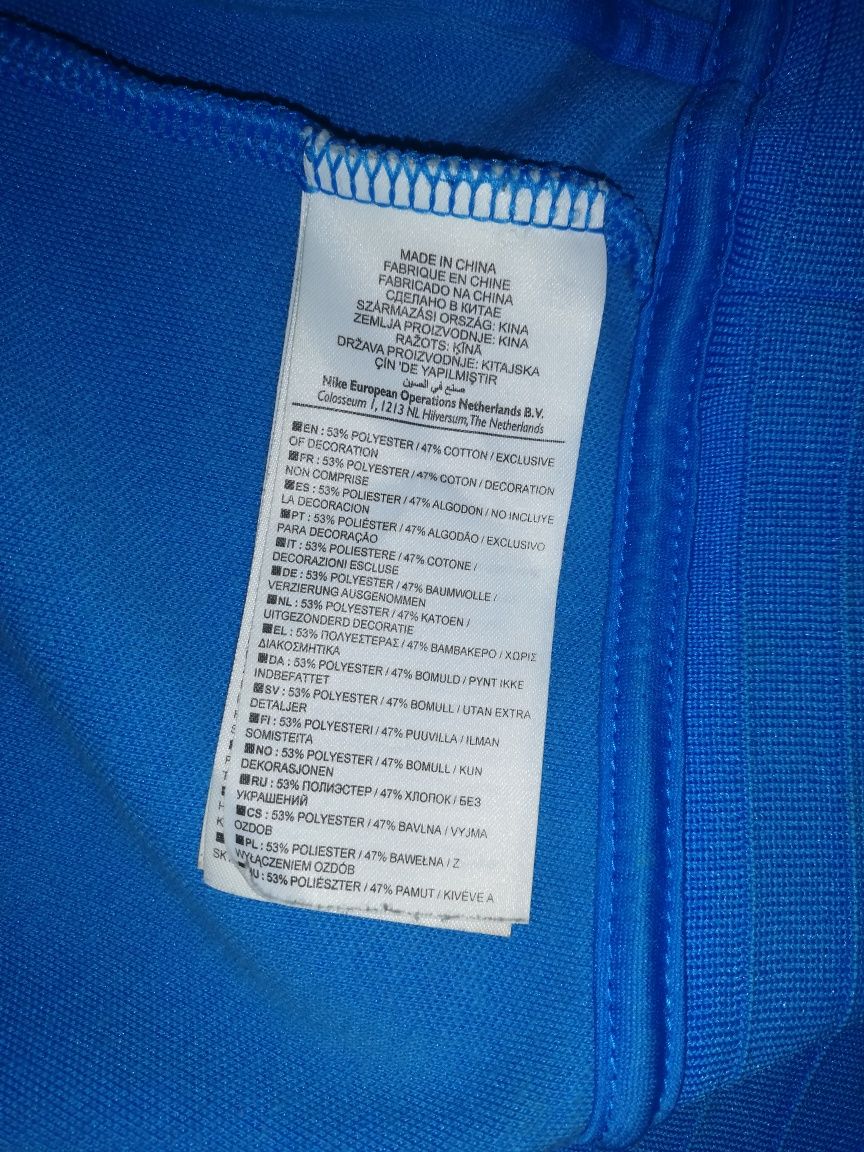 MADE IN CHINA
FABRIQUE EN CHINE
FABRICADO NA CHINA
СДЕЛАНО В КИТАЕ
SZÁRMAZÁSI ORSZÁG: KINA
ZEMLJA PROIZVODNJE: KINA
RAŽOTS: ĶĪNĀ
DRŽAVA PROIZVODNJE: KITAJSKA
ÇİN 'DE YAPILMIŞTIR
صنع في الصين
Nike European Operations Netherlands B.V.
Colosseum 1, 1213 NL Hilversum, The Netherlands
EN : 53% POLYESTER / 47% COTTON / EXCLUSIVE
OF DECORATION
FR : 53% POLYESTER / 47% COTON / DECORATION
NON COMPRISE
ES : 53% POLIESTER / 47% ALGODON / NO INCLUYE
LA DECORACION
PT : 53% POLIÉSTER / 47% ALGODÃO / EXCLUSIVO
PARA DECORAÇÃO
IT : 53% POLIESTERE / 47% COTONE /
DECORAZIONI ESCLUSE
DE : 53% POLYESTER / 47% BAUMWOLLE /
VERZIERUNG AUSGENOMMEN
NL : 53% POLYESTER / 47% KATOEN /
UITGEZONDERD DECORATIE
EL : 53% ΠΟΛΥΕΣΤΕΡΑΣ / 47% ΒΑΜΒΑΚΕΡΟ / ΧΩΡΙΣ
ΔΙΑΚΟΣΜΗΤΙΚΑ
DA : 53% POLYESTER / 47% BOMULD / PYNT IKKE
INDBEFATTET
SV : 53% POLYESTER / 47% BOMULL / UTAN EXTRA
DETALJER
FI : 53% POLYESTERI / 47% PUUVILLA / ILMAN
SOMISTEITA
NO : 53% POLYESTER / 47% BOMULL / KUN
DEKORASJONEN
RU : 53% ПОЛИЭСТЕР / 47% ХЛОПОК / БЕЗ
УКРАШЕНИЙ
CS : 53% POLYESTER / 47% BAVLNA / VYJMA
OZDOB
PL : 53% POLIESTER / 47% BAWEŁNA / Z
WYŁĄCZENIEM OZDÓB
: 53% POLIÉSZTER / 47% PAMUT / KIVÉVE A